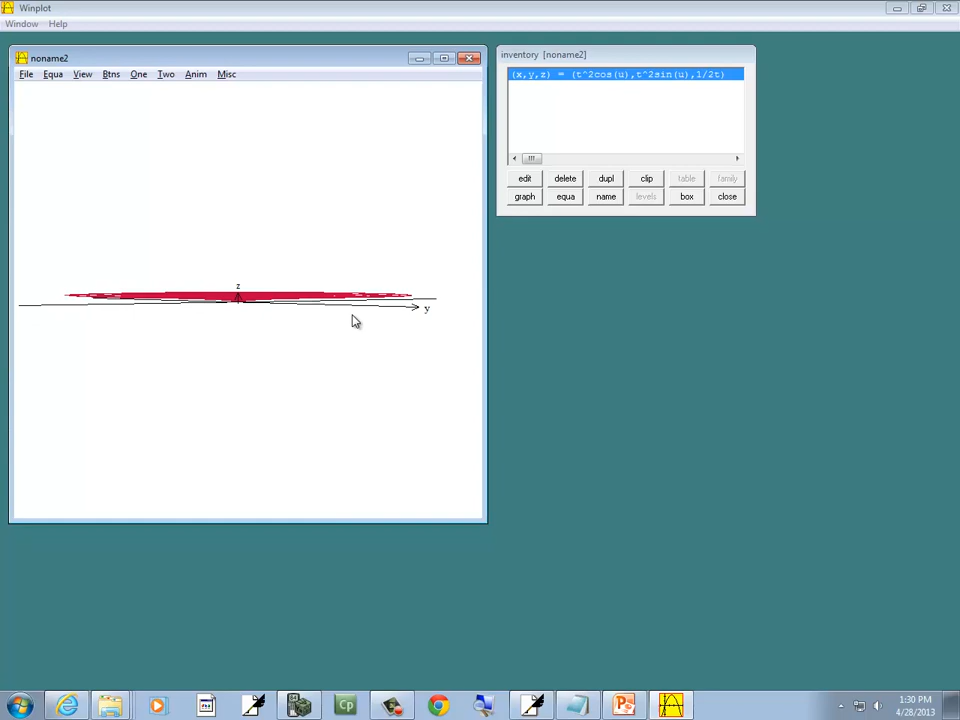 Winplot
Window Help
noname2
File Equa View Btns One Two Anim Misc
z
y
inventory [noname2]
(x,y,z) = (t^2cos(u),t^2sin(u),1/2t)
edit delete dupl clip table family
graph equa name levels box close
Cp
1:30 PM
4/28/2013